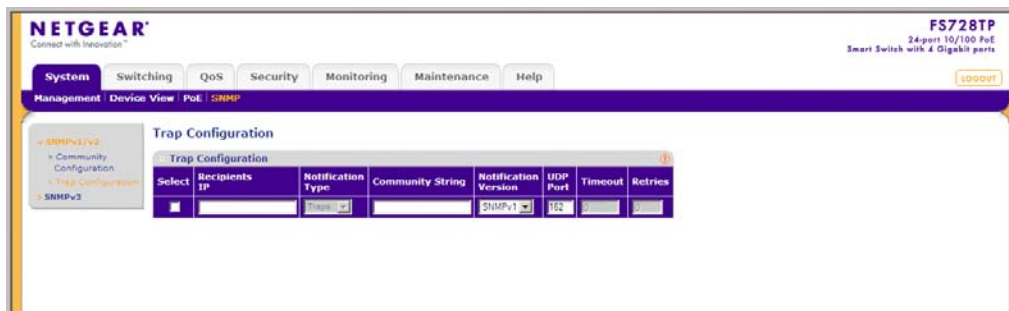 NETGEAR
Connect with Innovation™
FS728TP
24-port 10/100 PoE
Smart Switch with 4 Gigabit ports
System Switching QoS Security Monitoring Maintenance Help
LOGOUT
Management Device View PoE SNMP
SNMPv1/v2
Community Configuration
Trap Configuration
SNMPv3
Trap Configuration
Trap Configuration
Select Recipients IP Notification Type Community String Notification Version UDP Port Timeout Retries
Traps SNMPv1 162 0 0